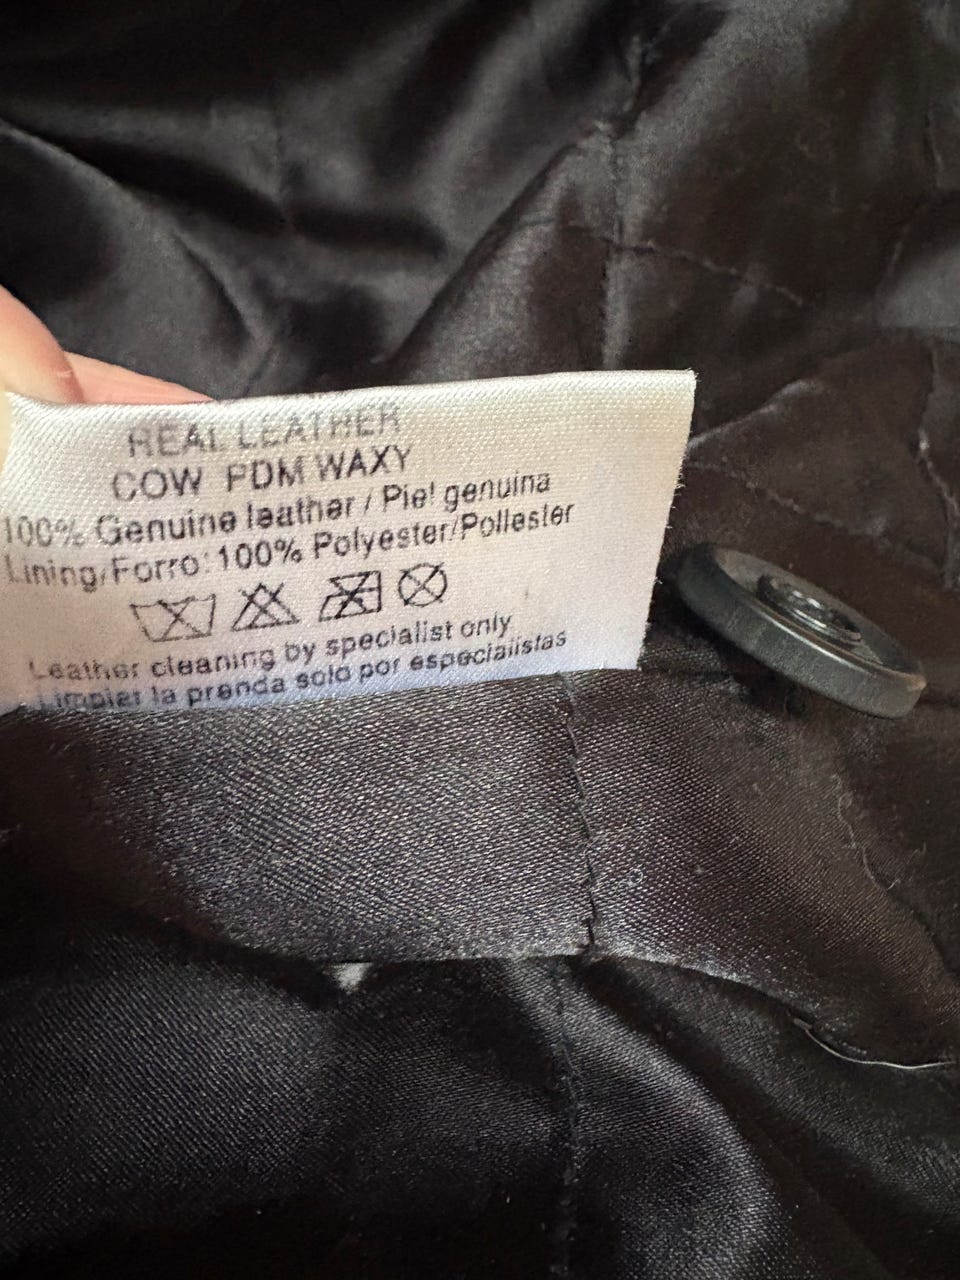 REAL LEATHER
COW PDM WAXY
100% Genuine leather / Piel genuina
Lining/Forro: 100% Polyester/Poliester
Leather cleaning by specialist only
Limpiar la prenda solo por especialistas